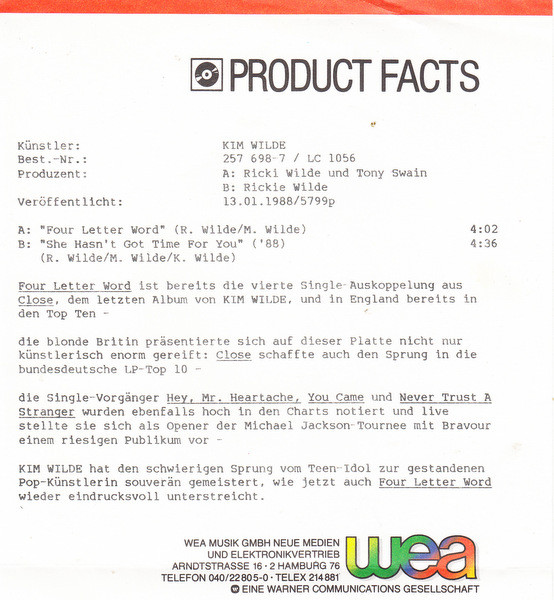 PRODUCT FACTS
Künstler: KIM WILDE
Best.-Nr.: 257 698-7 / LC 1056
Produzent: A: Ricki Wilde und Tony Swain
B: Rickie Wilde
Veröffentlicht: 13.01.1988/5799p
A: "Four Letter Word" (R. Wilde/M. Wilde) 4:02
B: "She Hasn't Got Time For You" ('88) 4:36
(R. Wilde/M. Wilde/K. Wilde)
Four Letter Word ist bereits die vierte Single-Auskoppelung aus
Close, dem letzten Album von KIM WILDE, und in England bereits in
den Top Ten -
die blonde Britin präsentierte sich auf dieser Platte nicht nur
künstlerisch enorm gereift: Close schaffte auch den Sprung in die
bundesdeutsche LP-Top 10 -
die Single-Vorgänger Hey, Mr. Heartache, You Came und Never Trust A
Stranger wurden ebenfalls hoch in den Charts notiert und live
stellte sie sich als Opener der Michael Jackson-Tournee mit Bravour
einem riesigen Publikum vor -
KIM WILDE hat den schwierigen Sprung vom Teen-Idol zur gestandenen
Pop-Künstlerin souverän gemeistert, wie jetzt auch Four Letter Word
wieder eindrucksvoll unterstreicht.
WEA MUSIK GMBH NEUE MEDIEN
UND ELEKTRONIKVERTRIEB
ARNDTSTRASSE 16 · 2 HAMBURG 76
TELEFON 040/22805-0 · TELEX 214881
wea
EINE WARNER COMMUNICATIONS GESELLSCHAFT